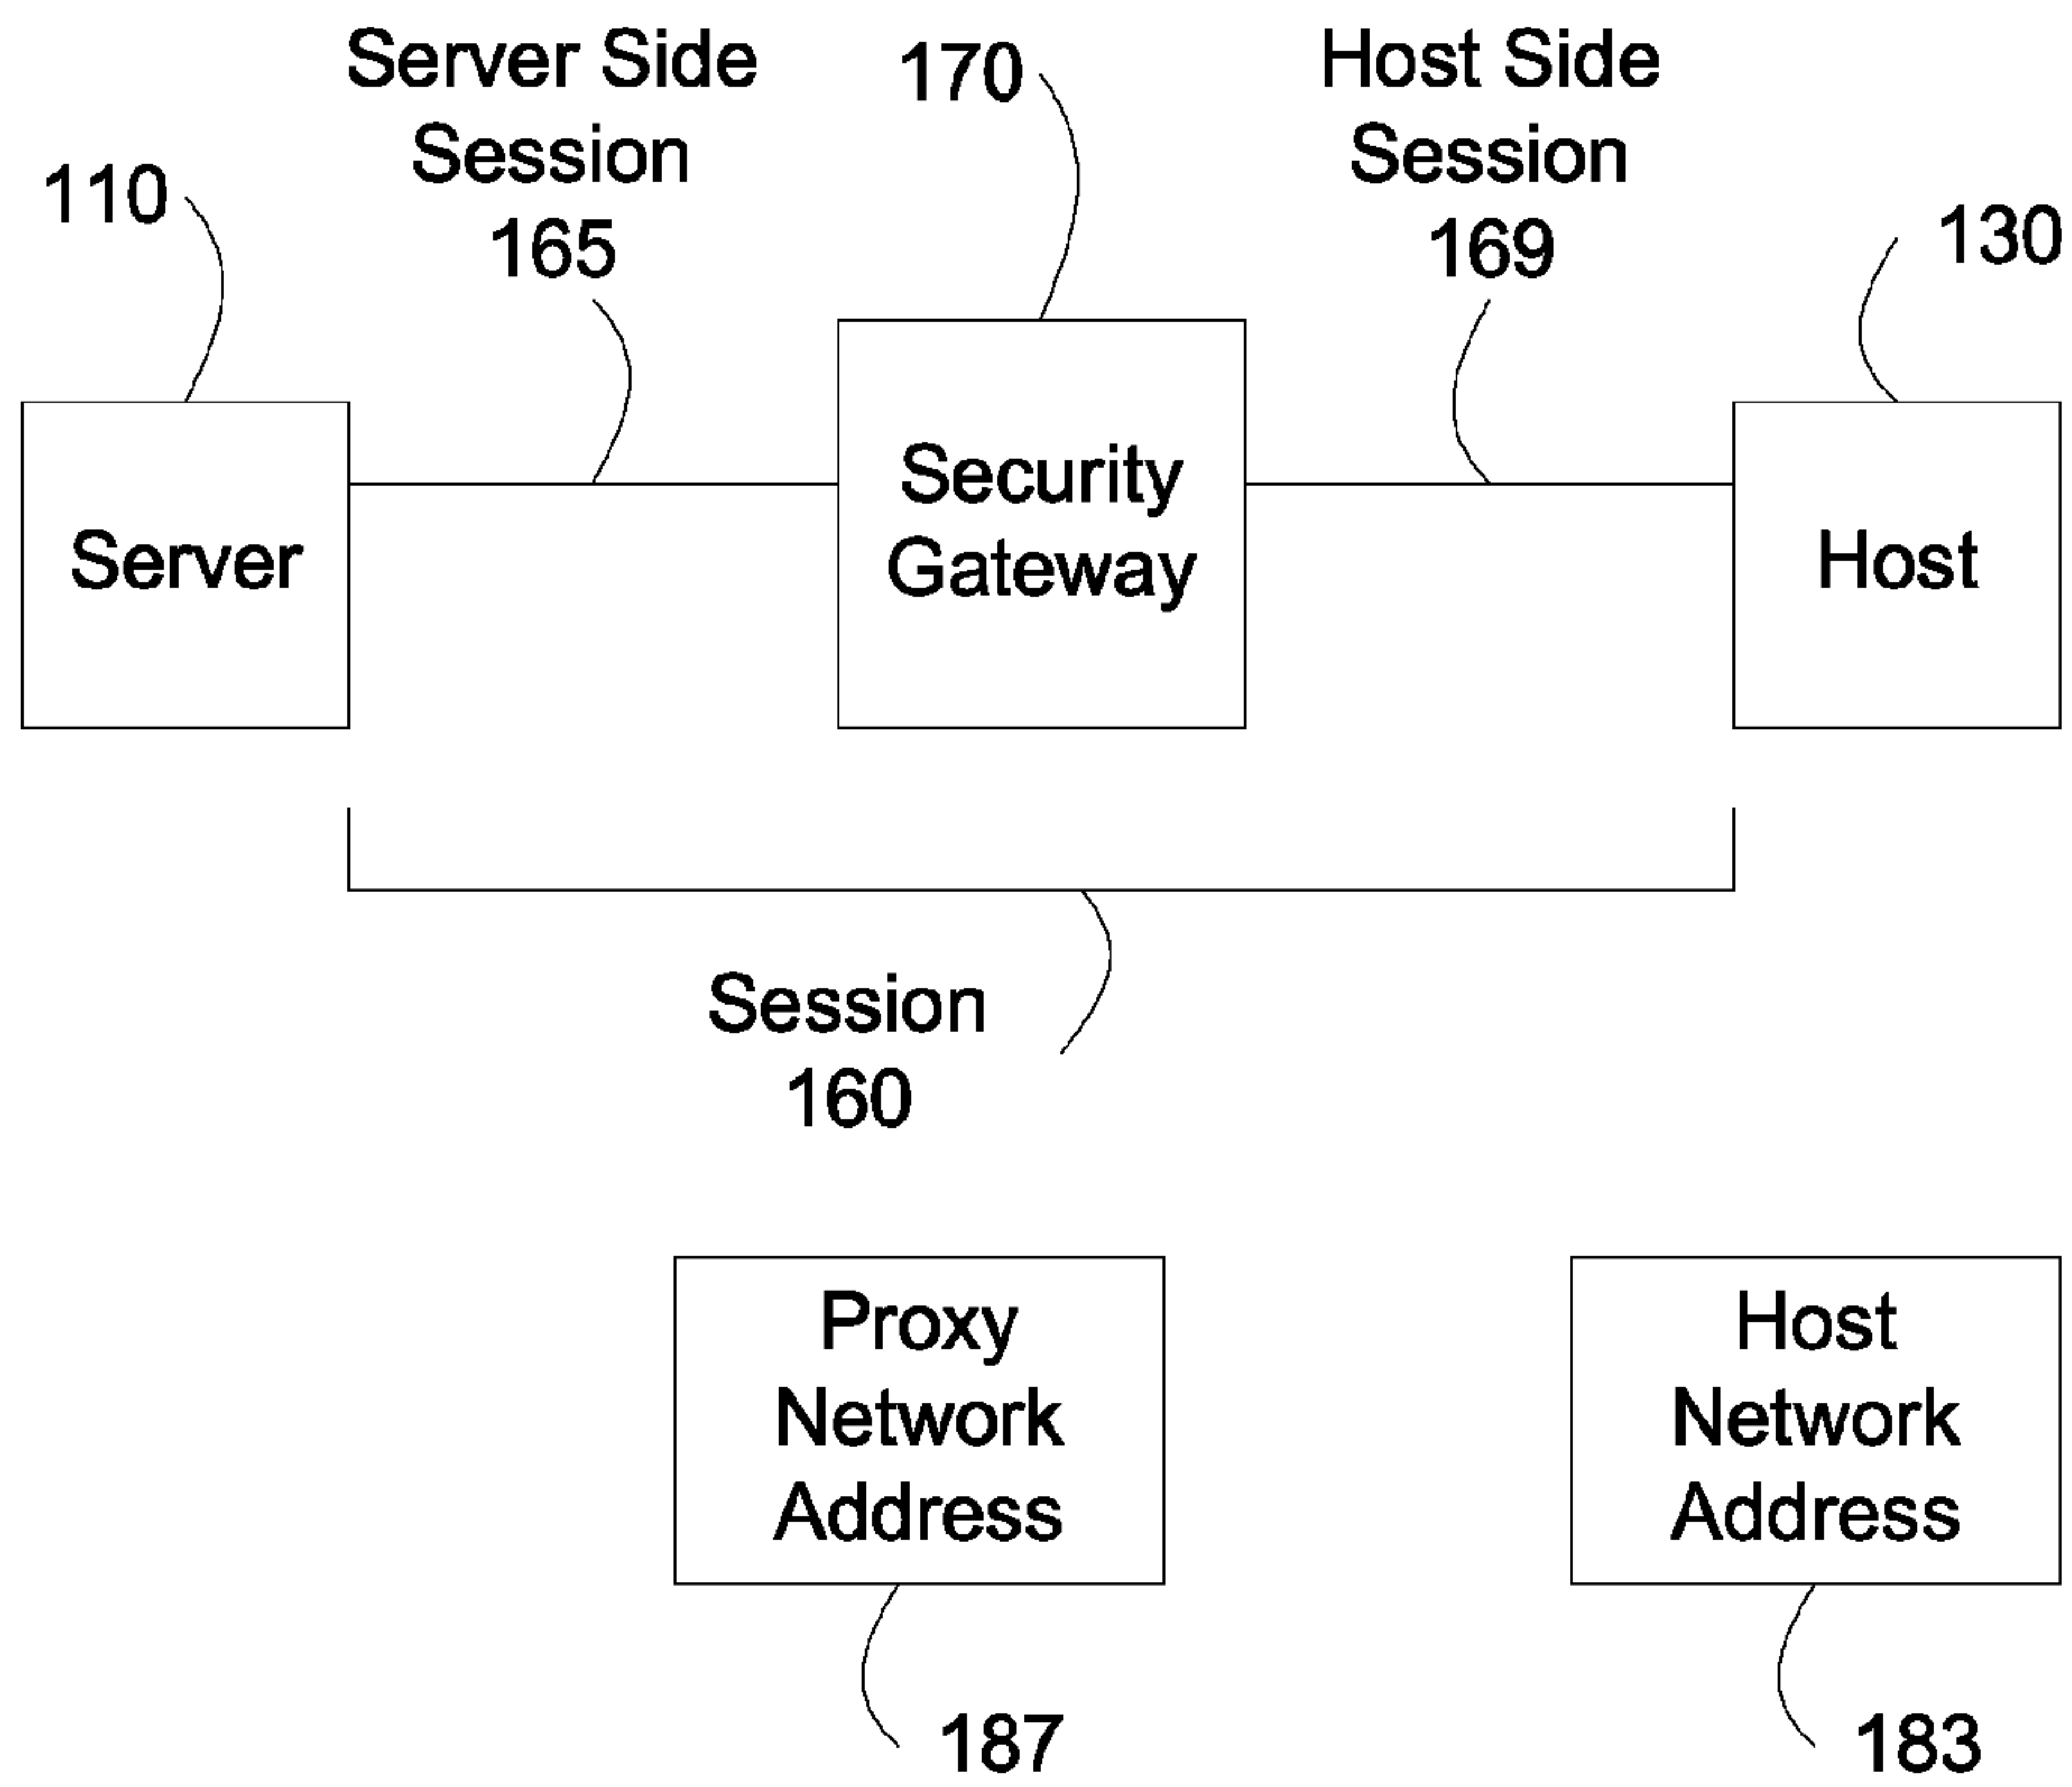 Server Side
Session
165
170
Host Side
Session
169
110
130
Server
Security
Gateway
Host
Session
160
Proxy
Network
Address
Host
Network
Address
187
183